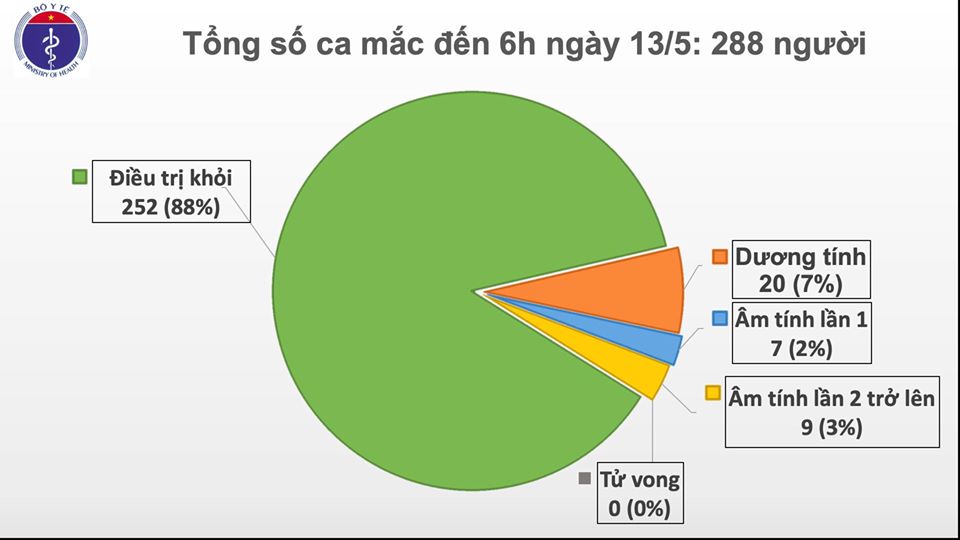 BỘ Y TẾ
MINISTRY OF HEALTH
Tổng số ca mắc đến 6h ngày 13/5: 288 người
Điều trị khỏi
252 (88%)
Dương tính
20 (7%)
Âm tính lần 1
7 (2%)
Âm tính lần 2 trở lên
9 (3%)
Tử vong
0 (0%)